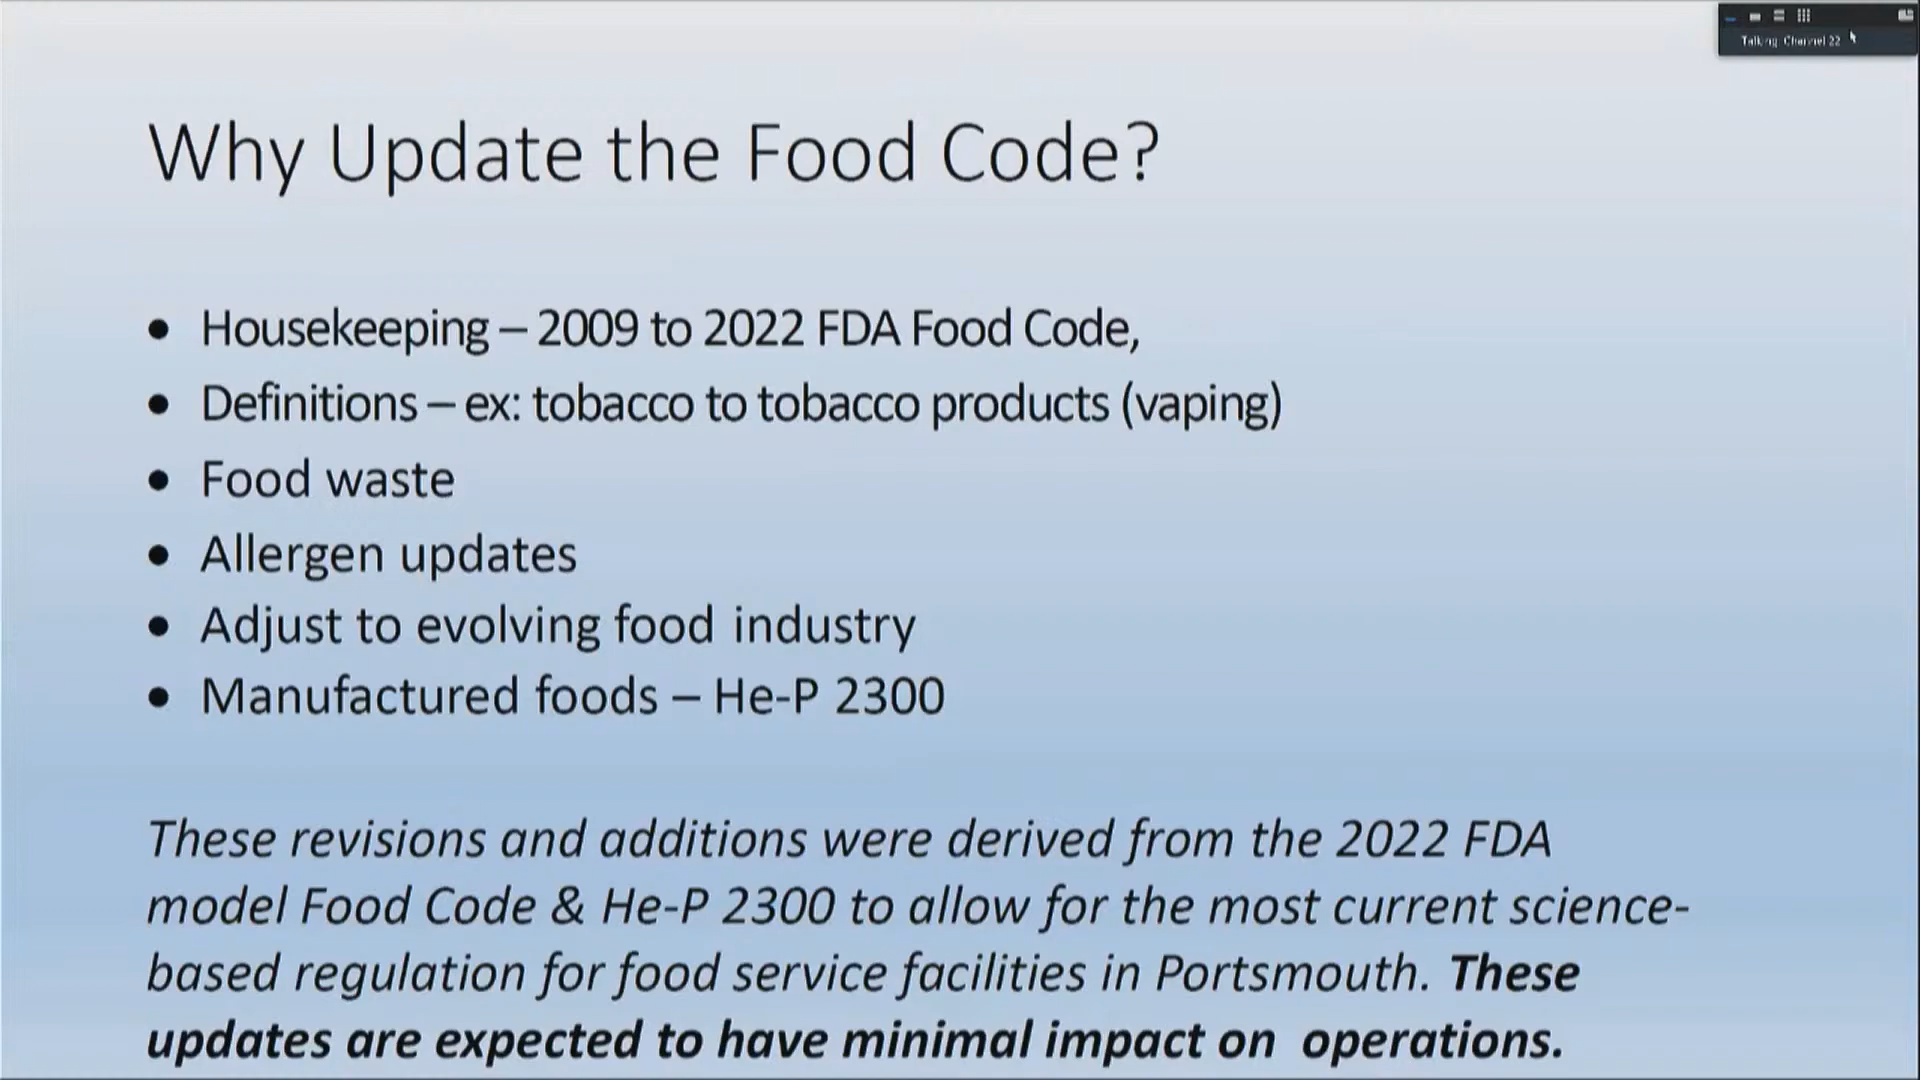 Talking: Channel 22
Why Update the Food Code?
• Housekeeping – 2009 to 2022 FDA Food Code,
• Definitions – ex: tobacco to tobacco products (vaping)
• Food waste
• Allergen updates
• Adjust to evolving food industry
• Manufactured foods – He-P 2300
These revisions and additions were derived from the 2022 FDA
model Food Code & He-P 2300 to allow for the most current science-
based regulation for food service facilities in Portsmouth. These
updates are expected to have minimal impact on  operations.